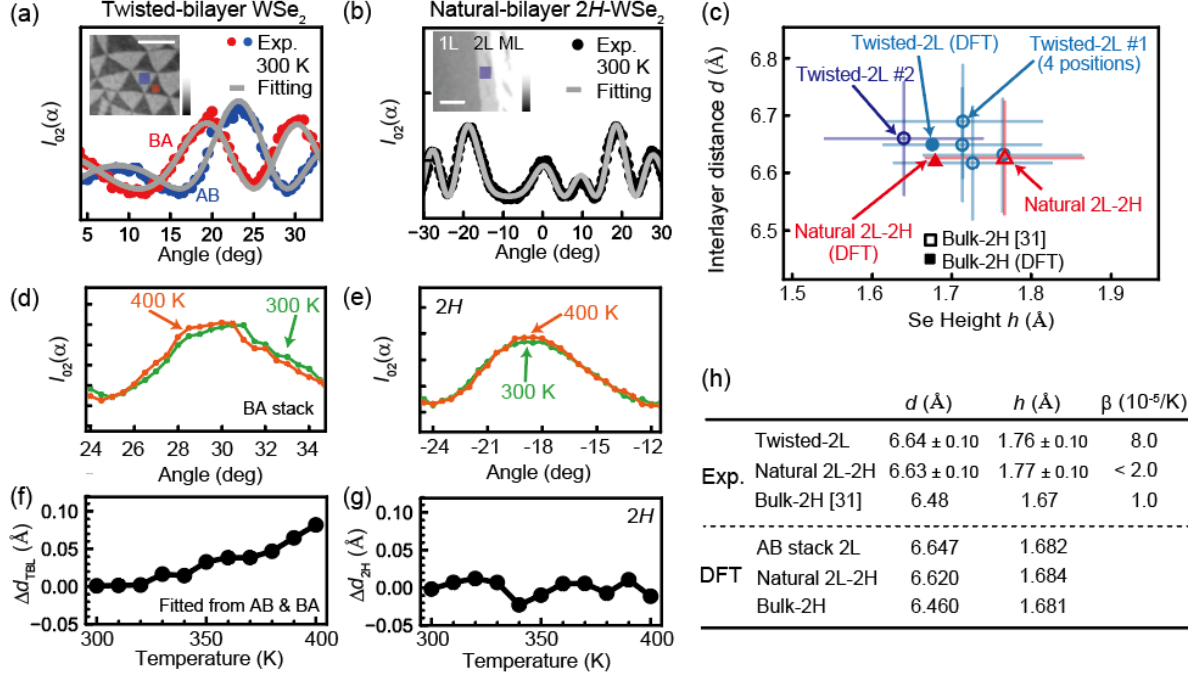 (a) Twisted-bilayer WSe2
I02(α)
Exp.
300 K
Fitting
BA
AB
5 10 15 20 25 30
Angle (deg)
(b) Natural-bilayer 2H-WSe2
I02(α)
1L 2L ML
Exp.
300 K
Fitting
-30 -20 -10 0 10 20 30
Angle (deg)
(c)
Interlayer distance d (Å)
6.8
6.7
6.6
6.5
Twisted-2L (DFT)
Twisted-2L #1
(4 positions)
Twisted-2L #2
Natural 2L-2H
(DFT)
Natural 2L-2H
Bulk-2H [31]
Bulk-2H (DFT)
1.5 1.6 1.7 1.8 1.9
Se Height h (Å)
(d)
I02(α)
400 K
300 K
BA stack
24 26 28 30 32 34
Angle (deg)
(e)
I02(α)
2H
400 K
300 K
-24 -21 -18 -15 -12
Angle (deg)
(f)
ΔdTBL (Å)
0.10
0.05
0.00
−0.05
Fitted from AB & BA
300 350 400
Temperature (K)
(g)
Δd2H (Å)
0.10
0.05
0.00
−0.05
2H
300 350 400
Temperature (K)
(h)
d (Å) h (Å) β (10-5/K)
Exp.
Twisted-2L 6.64 ± 0.10 1.76 ± 0.10 8.0
Natural 2L-2H 6.63 ± 0.10 1.77 ± 0.10 < 2.0
Bulk-2H [31] 6.48 1.67 1.0
DFT
AB stack 2L 6.647 1.682
Natural 2L-2H 6.620 1.684
Bulk-2H 6.460 1.681